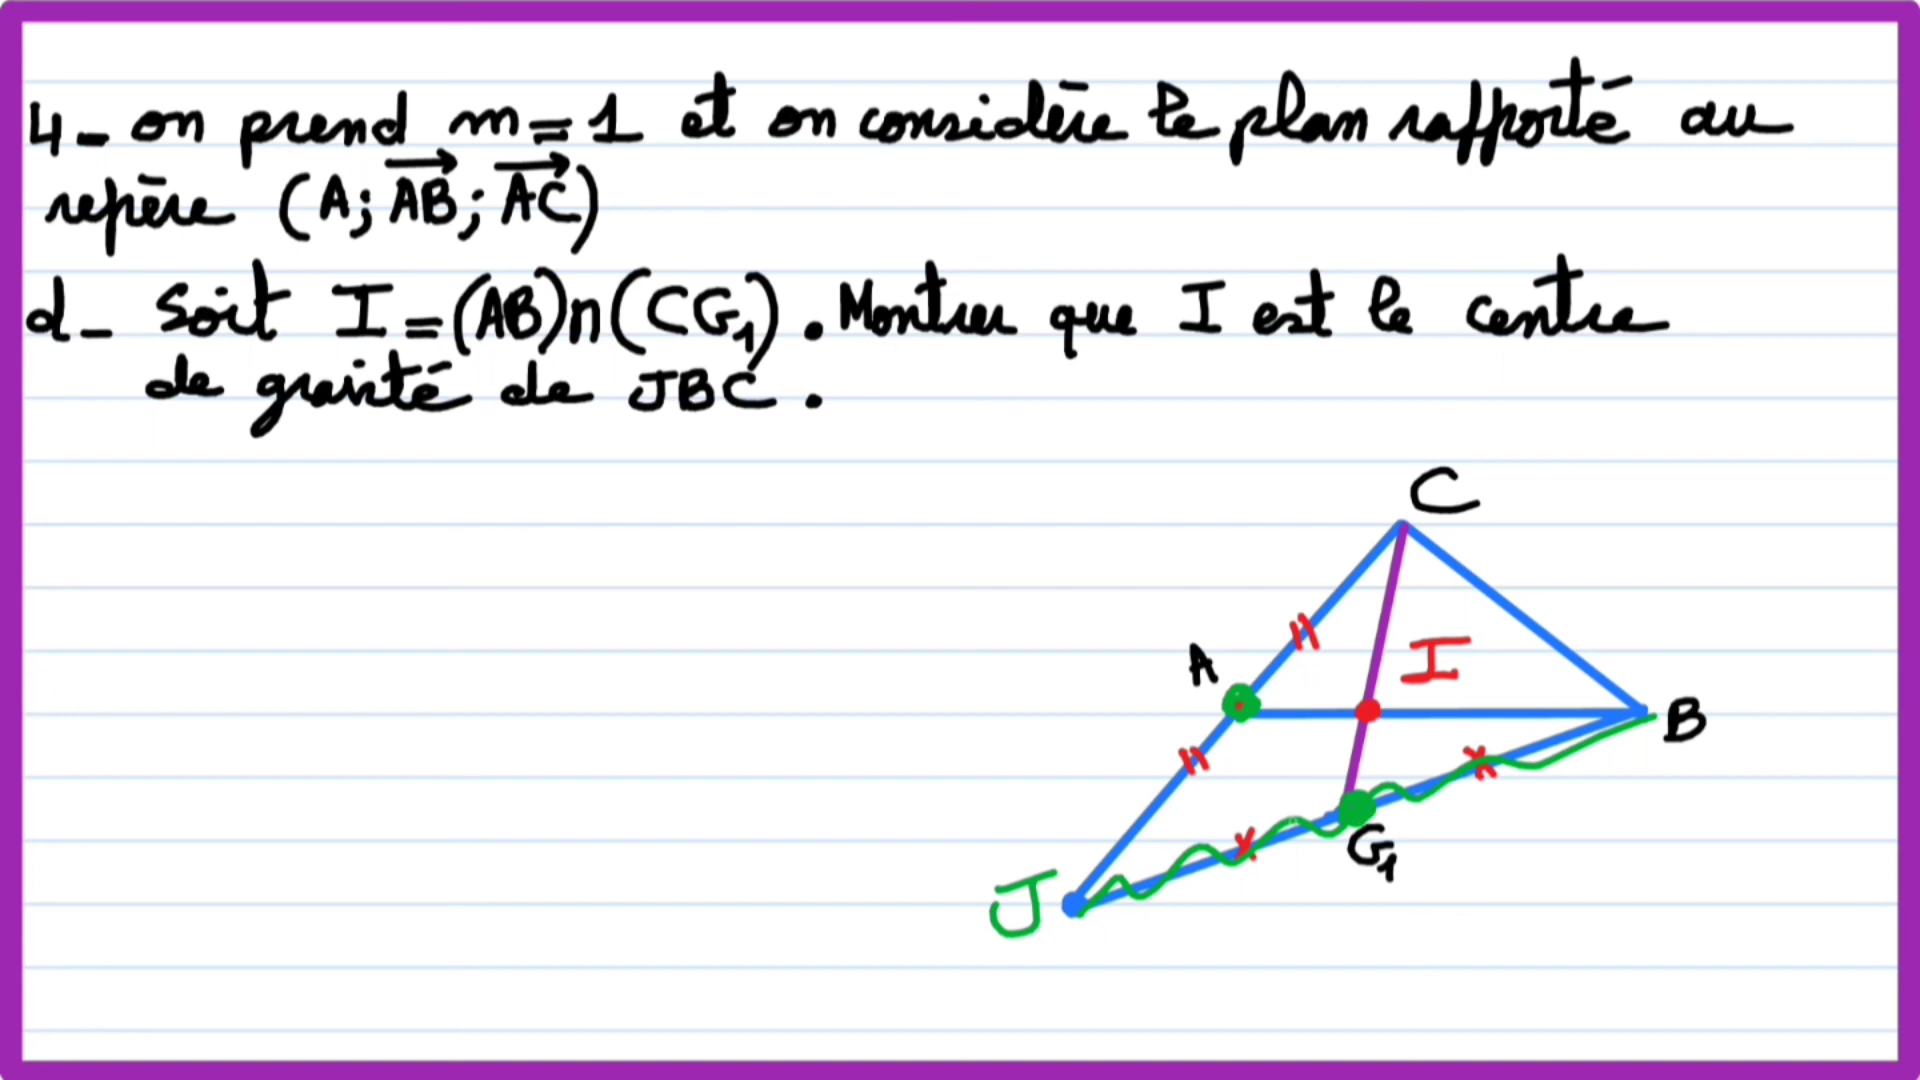 4- on prend m=1 et on considère le plan rapporté au
repère (A; AB; AC)
d- Soit I=(AB)∩(CG₁). Montrer que I est le centre
de gravité de JBC.
C
A
I
B
G₁
J